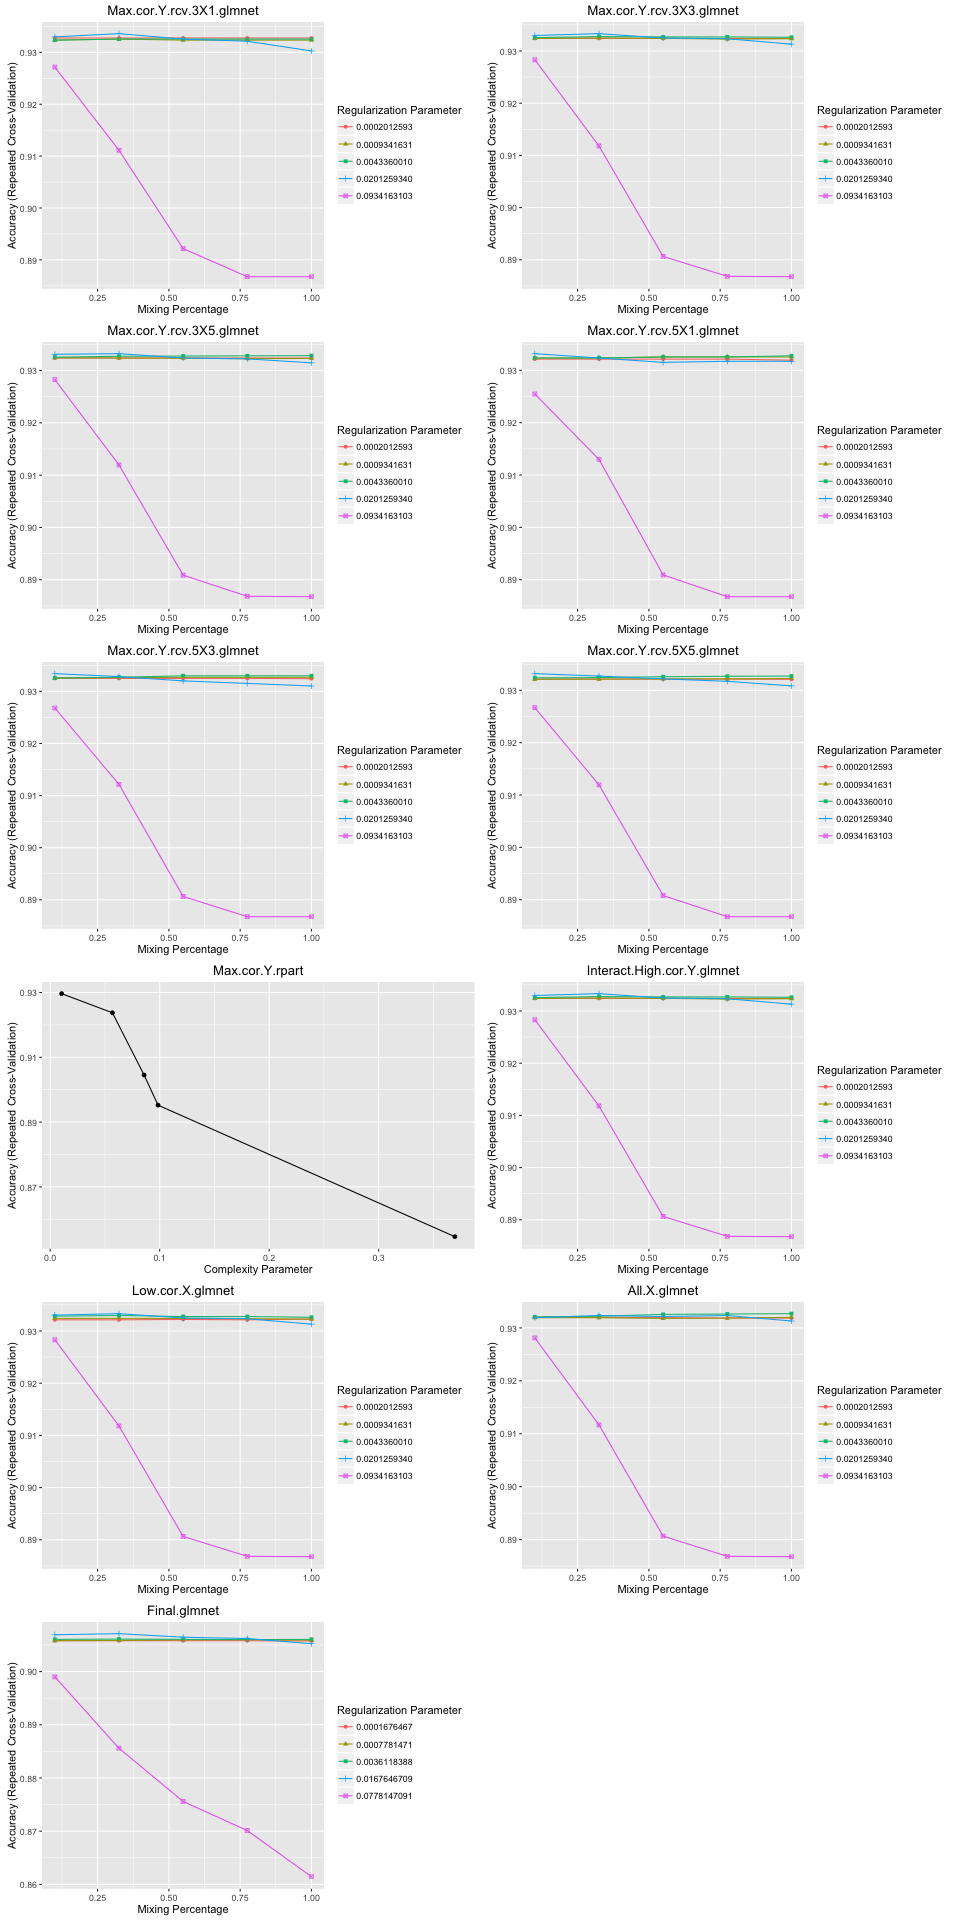 Max.cor.Y.rcv.3X1.glmnet
Accuracy (Repeated Cross-Validation)
0.93
0.92
0.91
0.90
0.89
0.25 0.50 0.75 1.00
Mixing Percentage
Regularization Parameter
0.0002012593
0.0009341631
0.0043360010
0.0201259340
0.0934163103
Max.cor.Y.rcv.3X3.glmnet
Accuracy (Repeated Cross-Validation)
0.93
0.92
0.91
0.90
0.89
0.25 0.50 0.75 1.00
Mixing Percentage
Regularization Parameter
0.0002012593
0.0009341631
0.0043360010
0.0201259340
0.0934163103
Max.cor.Y.rcv.3X5.glmnet
Accuracy (Repeated Cross-Validation)
0.93
0.92
0.91
0.90
0.89
0.25 0.50 0.75 1.00
Mixing Percentage
Regularization Parameter
0.0002012593
0.0009341631
0.0043360010
0.0201259340
0.0934163103
Max.cor.Y.rcv.5X1.glmnet
Accuracy (Repeated Cross-Validation)
0.93
0.92
0.91
0.90
0.89
0.25 0.50 0.75 1.00
Mixing Percentage
Regularization Parameter
0.0002012593
0.0009341631
0.0043360010
0.0201259340
0.0934163103
Max.cor.Y.rcv.5X3.glmnet
Accuracy (Repeated Cross-Validation)
0.93
0.92
0.91
0.90
0.89
0.25 0.50 0.75 1.00
Mixing Percentage
Regularization Parameter
0.0002012593
0.0009341631
0.0043360010
0.0201259340
0.0934163103
Max.cor.Y.rcv.5X5.glmnet
Accuracy (Repeated Cross-Validation)
0.93
0.92
0.91
0.90
0.89
0.25 0.50 0.75 1.00
Mixing Percentage
Regularization Parameter
0.0002012593
0.0009341631
0.0043360010
0.0201259340
0.0934163103
Max.cor.Y.rpart
Accuracy (Repeated Cross-Validation)
0.93
0.91
0.89
0.87
0.0 0.1 0.2 0.3
Complexity Parameter
Interact.High.cor.Y.glmnet
Accuracy (Repeated Cross-Validation)
0.93
0.92
0.91
0.90
0.89
0.25 0.50 0.75 1.00
Mixing Percentage
Regularization Parameter
0.0002012593
0.0009341631
0.0043360010
0.0201259340
0.0934163103
Low.cor.X.glmnet
Accuracy (Repeated Cross-Validation)
0.93
0.92
0.91
0.90
0.89
0.25 0.50 0.75 1.00
Mixing Percentage
Regularization Parameter
0.0002012593
0.0009341631
0.0043360010
0.0201259340
0.0934163103
All.X.glmnet
Accuracy (Repeated Cross-Validation)
0.93
0.92
0.91
0.90
0.89
0.25 0.50 0.75 1.00
Mixing Percentage
Regularization Parameter
0.0002012593
0.0009341631
0.0043360010
0.0201259340
0.0934163103
Final.glmnet
Accuracy (Repeated Cross-Validation)
0.90
0.89
0.88
0.87
0.86
0.25 0.50 0.75 1.00
Mixing Percentage
Regularization Parameter
0.0001676467
0.0007781471
0.0036118388
0.0167646709
0.0778147091